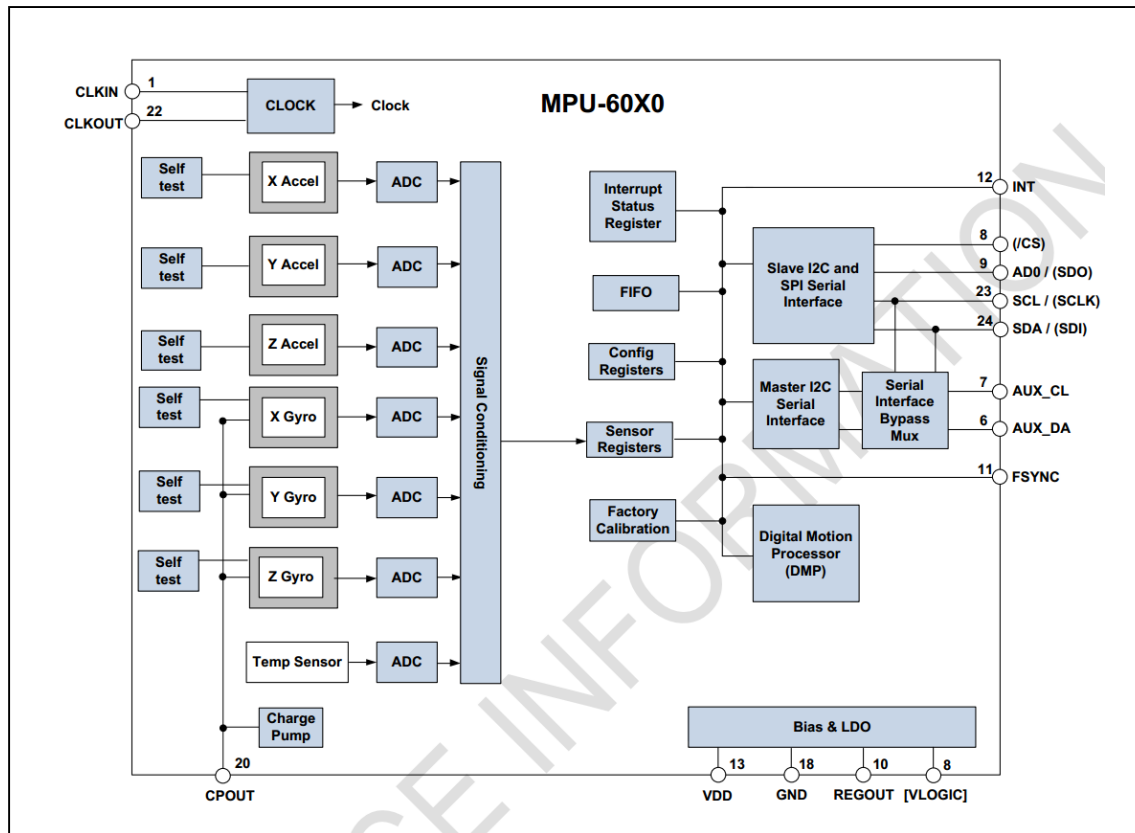 MPU-60X0
CLKIN
1
CLKOUT
22
CLOCK
Clock
Self
test
X Accel
ADC
Self
test
Y Accel
ADC
Self
test
Z Accel
ADC
Self
test
X Gyro
ADC
Self
test
Y Gyro
ADC
Self
test
Z Gyro
ADC
Temp Sensor
ADC
Charge
Pump
20
CPOUT
Signal Conditioning
Interrupt
Status
Register
FIFO
Config
Registers
Sensor
Registers
Factory
Calibration
Slave I2C and
SPI Serial
Interface
Master I2C
Serial
Interface
Serial
Interface
Bypass
Mux
Digital Motion
Processor
(DMP)
12
INT
8
(/CS)
9
AD0 / (SDO)
23
SCL / (SCLK)
24
SDA / (SDI)
7
AUX_CL
6
AUX_DA
11
FSYNC
Bias & LDO
13
18
10
8
VDD
GND
REGOUT
[VLOGIC]
INFORMATION